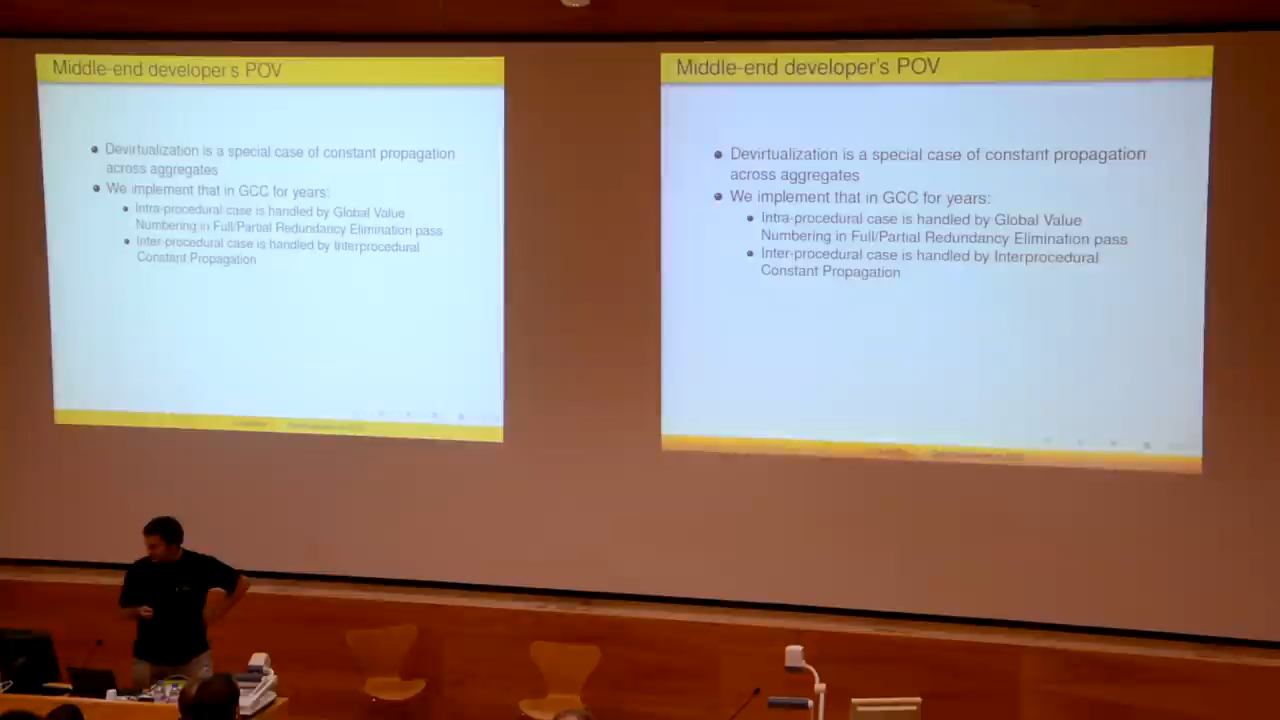 Middle-end developer's POV
Devirtualization is a special case of constant propagation
across aggregates
We implement that in GCC for years:
Intra-procedural case is handled by Global Value
Numbering in Full/Partial Redundancy Elimination pass
Inter-procedural case is handled by Interprocedural
Constant Propagation
Middle-end developer's POV
Devirtualization is a special case of constant propagation
across aggregates
We implement that in GCC for years:
Intra-procedural case is handled by Global Value
Numbering in Full/Partial Redundancy Elimination pass
Inter-procedural case is handled by Interprocedural
Constant Propagation